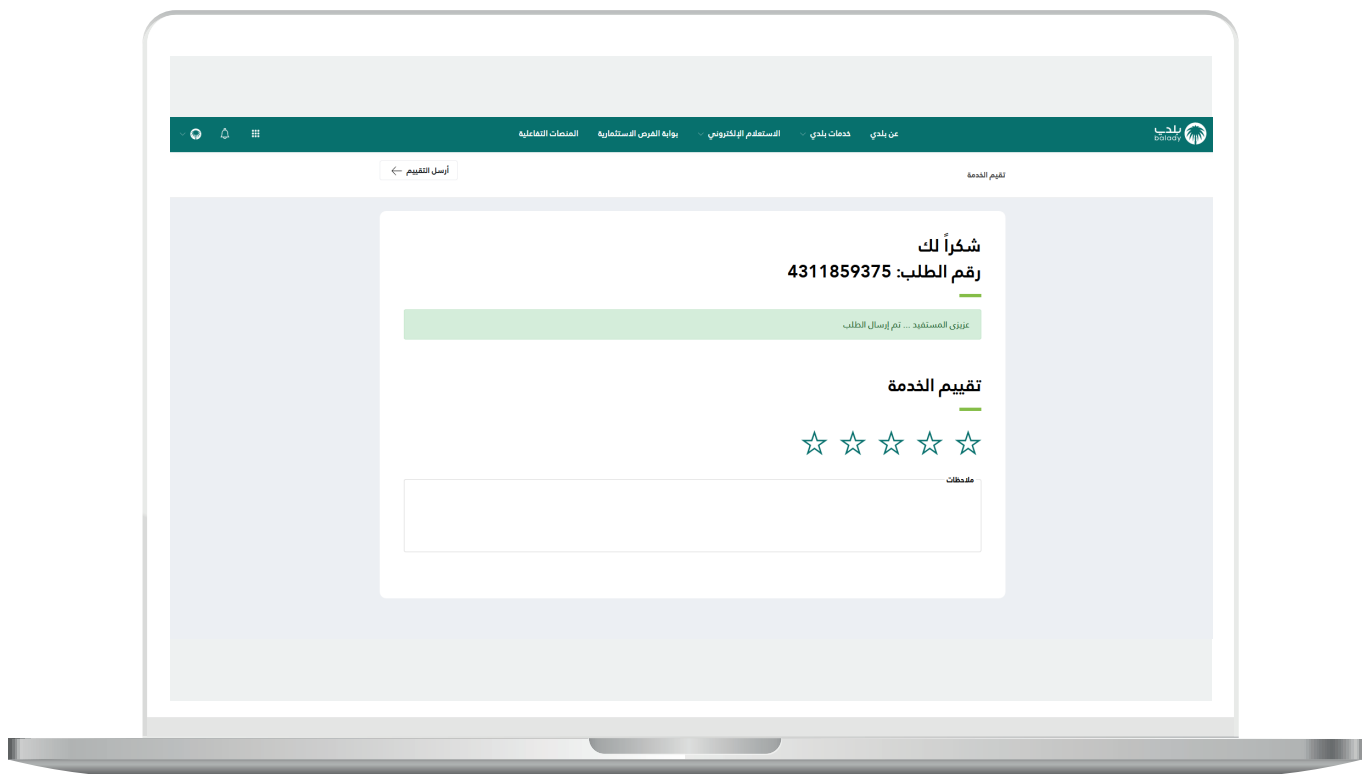 بلدي
balady
عن بلدي
خدمات بلدي
الاستعلام الإلكتروني
بوابة الفرص الاستثمارية
المنصات التفاعلية
تقيم الخدمة
أرسل التقييم
شكراً لك
رقم الطلب: 4311859375
عزيزي المستفيد ... تم إرسال الطلب
تقييم الخدمة
ملاحظات